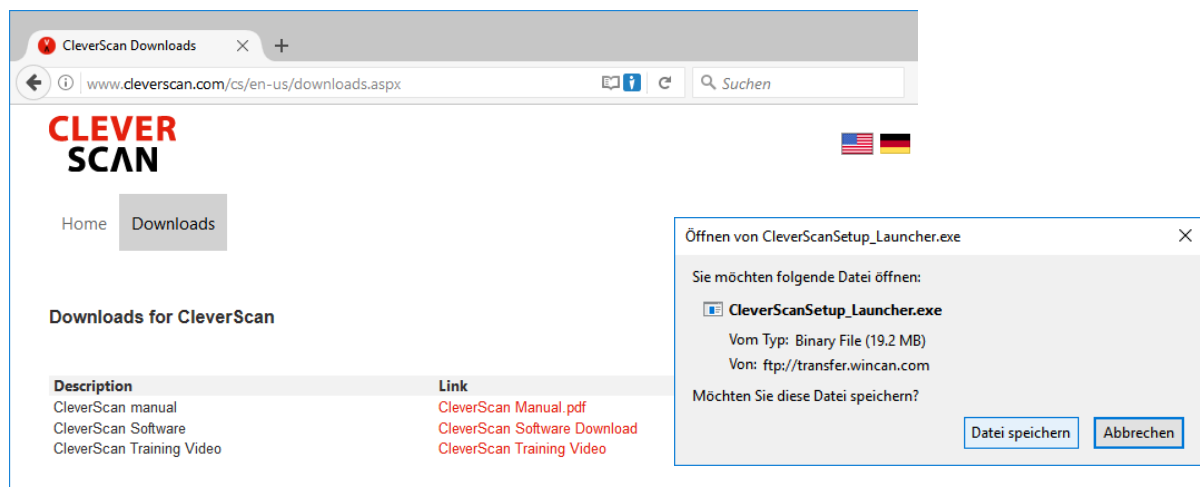 CleverScan Downloads
www.cleverscan.com/cs/en-us/downloads.aspx
Suchen
CLEVER
SCAN
Home Downloads
Downloads for CleverScan
Description Link
CleverScan manual CleverScan Manual.pdf
CleverScan Software CleverScan Software Download
CleverScan Training Video CleverScan Training Video
Öffnen von CleverScanSetup_Launcher.exe
Sie möchten folgende Datei öffnen:
CleverScanSetup_Launcher.exe
Vom Typ: Binary File (19.2 MB)
Von: ftp://transfer.wincan.com
Möchten Sie diese Datei speichern?
Datei speichern Abbrechen